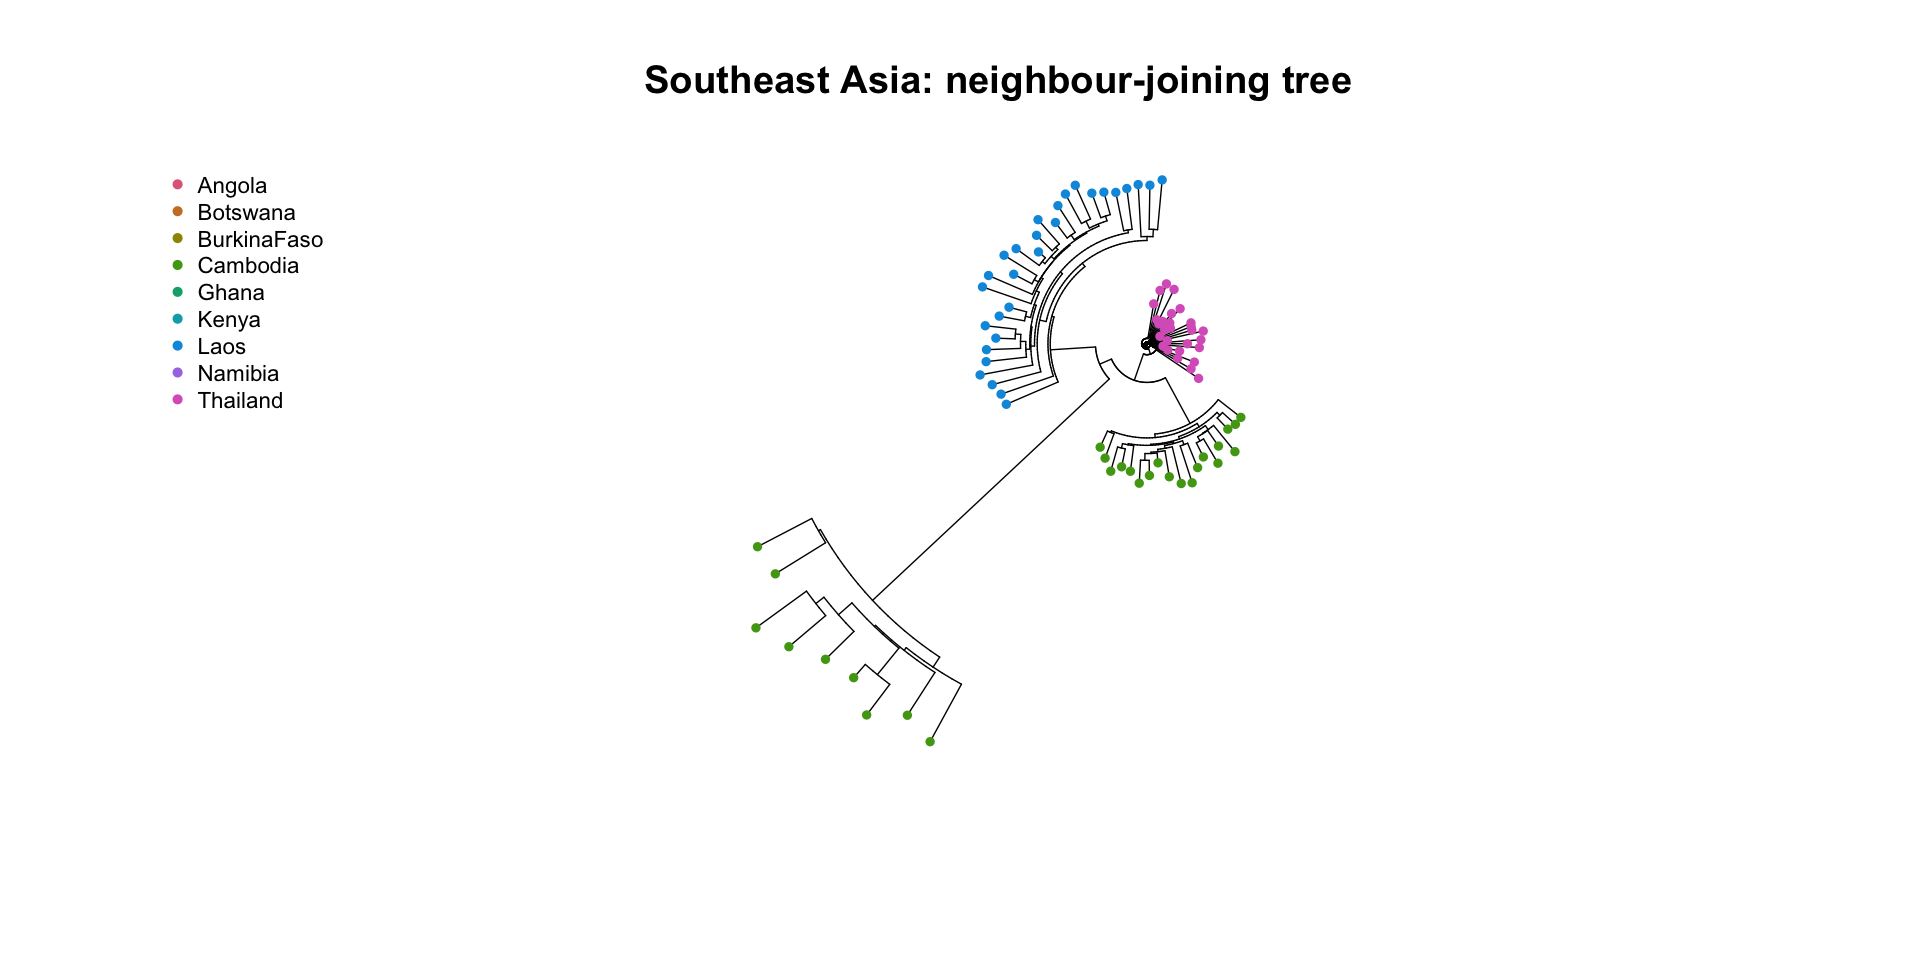 Southeast Asia: neighbour-joining tree
Angola
Botswana
BurkinaFaso
Cambodia
Ghana
Kenya
Laos
Namibia
Thailand